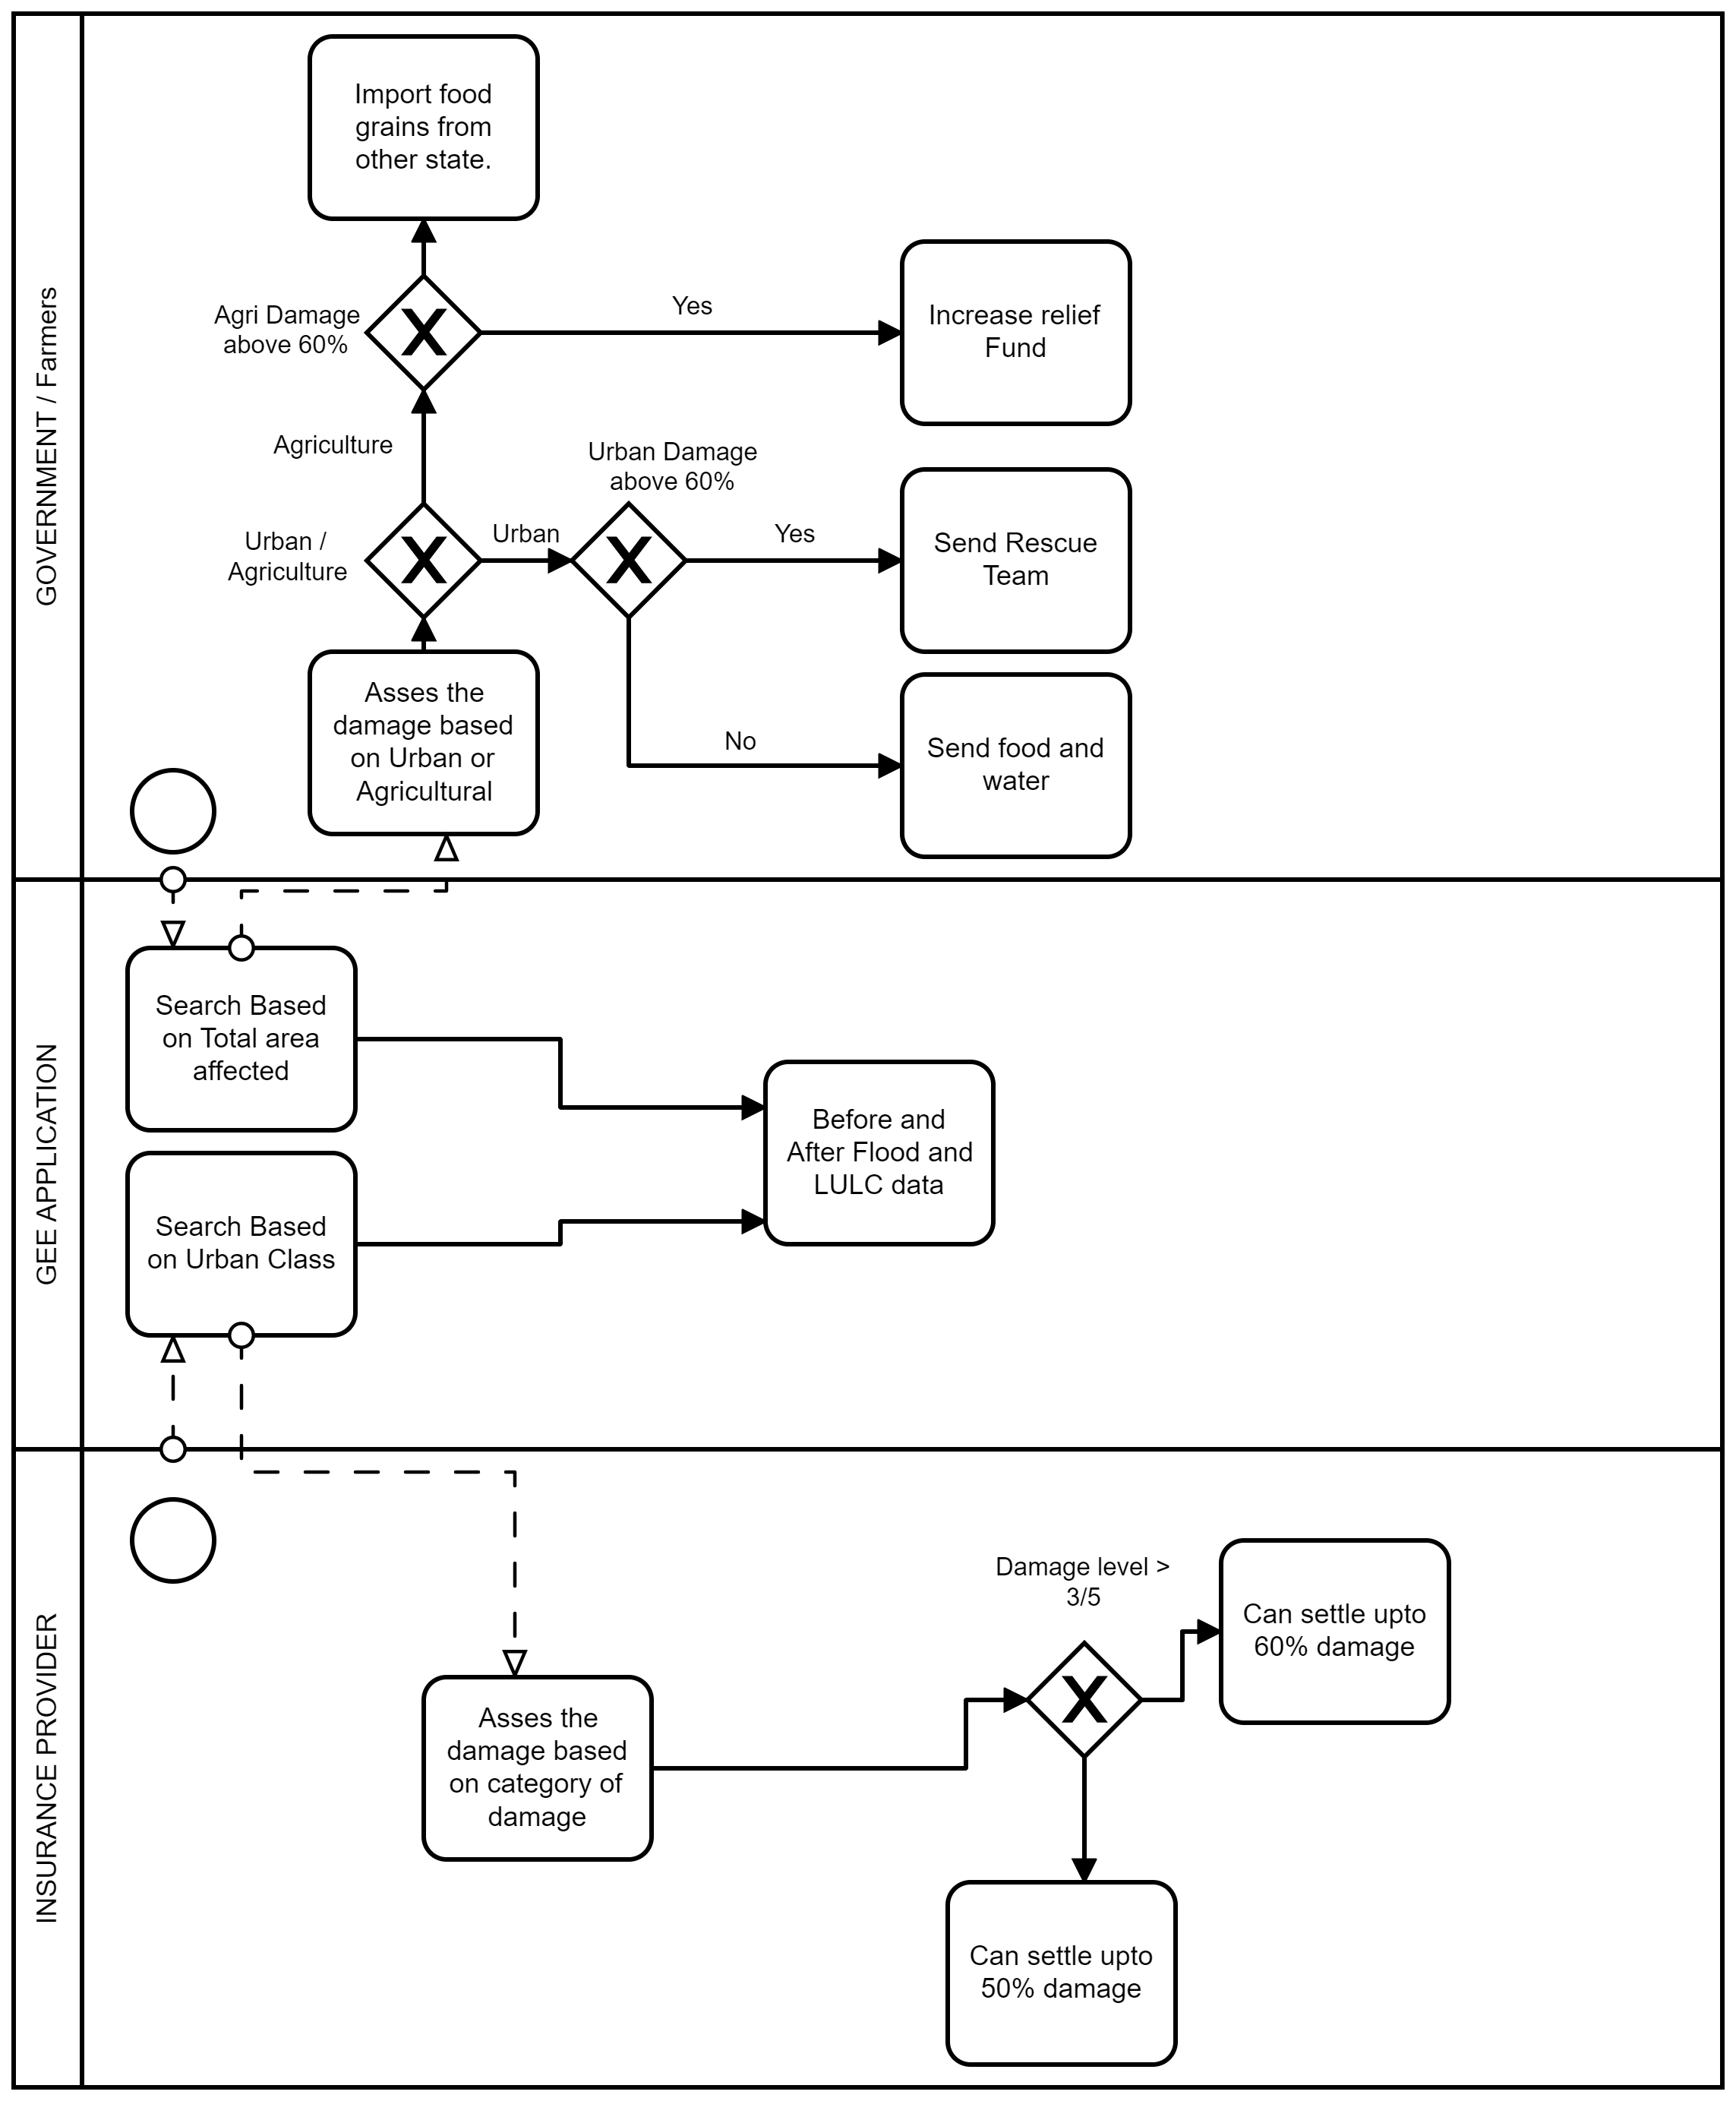 GOVERNMENT / Farmers
Import food
grains from
other state.
Agri Damage
above 60%
Yes
Increase relief
Fund
Agriculture
Urban Damage
above 60%
Urban /
Agriculture
Urban
Yes
Send Rescue
Team
Asses the
damage based
on Urban or
Agricultural
No
Send food and
water
GEE APPLICATION
Search Based
on Total area
affected
Before and
After Flood and
LULC data
Search Based
on Urban Class
INSURANCE PROVIDER
Damage level >
3/5
Can settle upto
60% damage
Asses the
damage based
on category of
damage
Can settle upto
50% damage